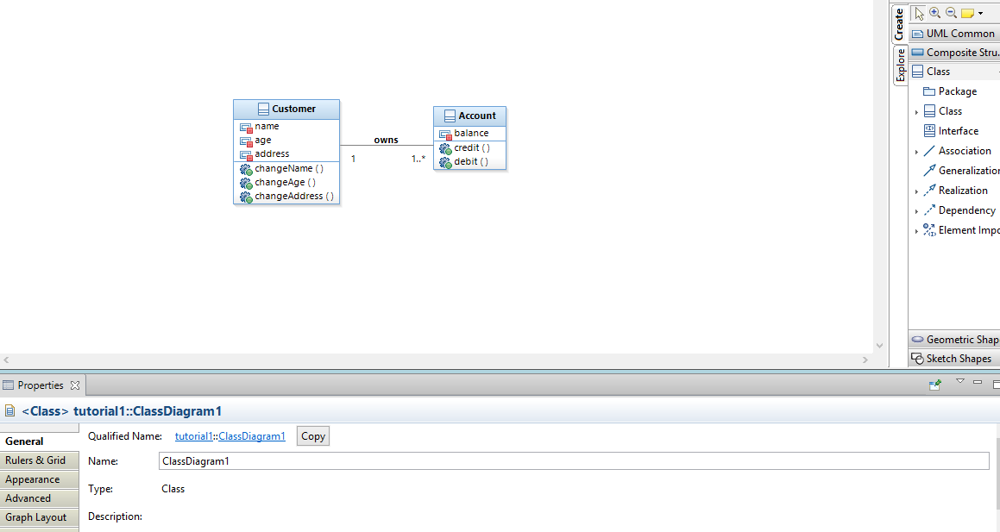 Customer
name
age
address
changeName ( )
changeAge ( )
changeAddress ( )
owns
1
1..*
Account
balance
credit ( )
debit ( )
Create
Explore
UML Common
Composite Stru...
Class
Package
Class
Interface
Association
Generalization
Realization
Dependency
Element Impo
Geometric Shap
Sketch Shapes
Properties
<Class> tutorial1::ClassDiagram1
General
Rulers & Grid
Appearance
Advanced
Graph Layout
Qualified Name: tutorial1::ClassDiagram1 Copy
Name: ClassDiagram1
Type: Class
Description: